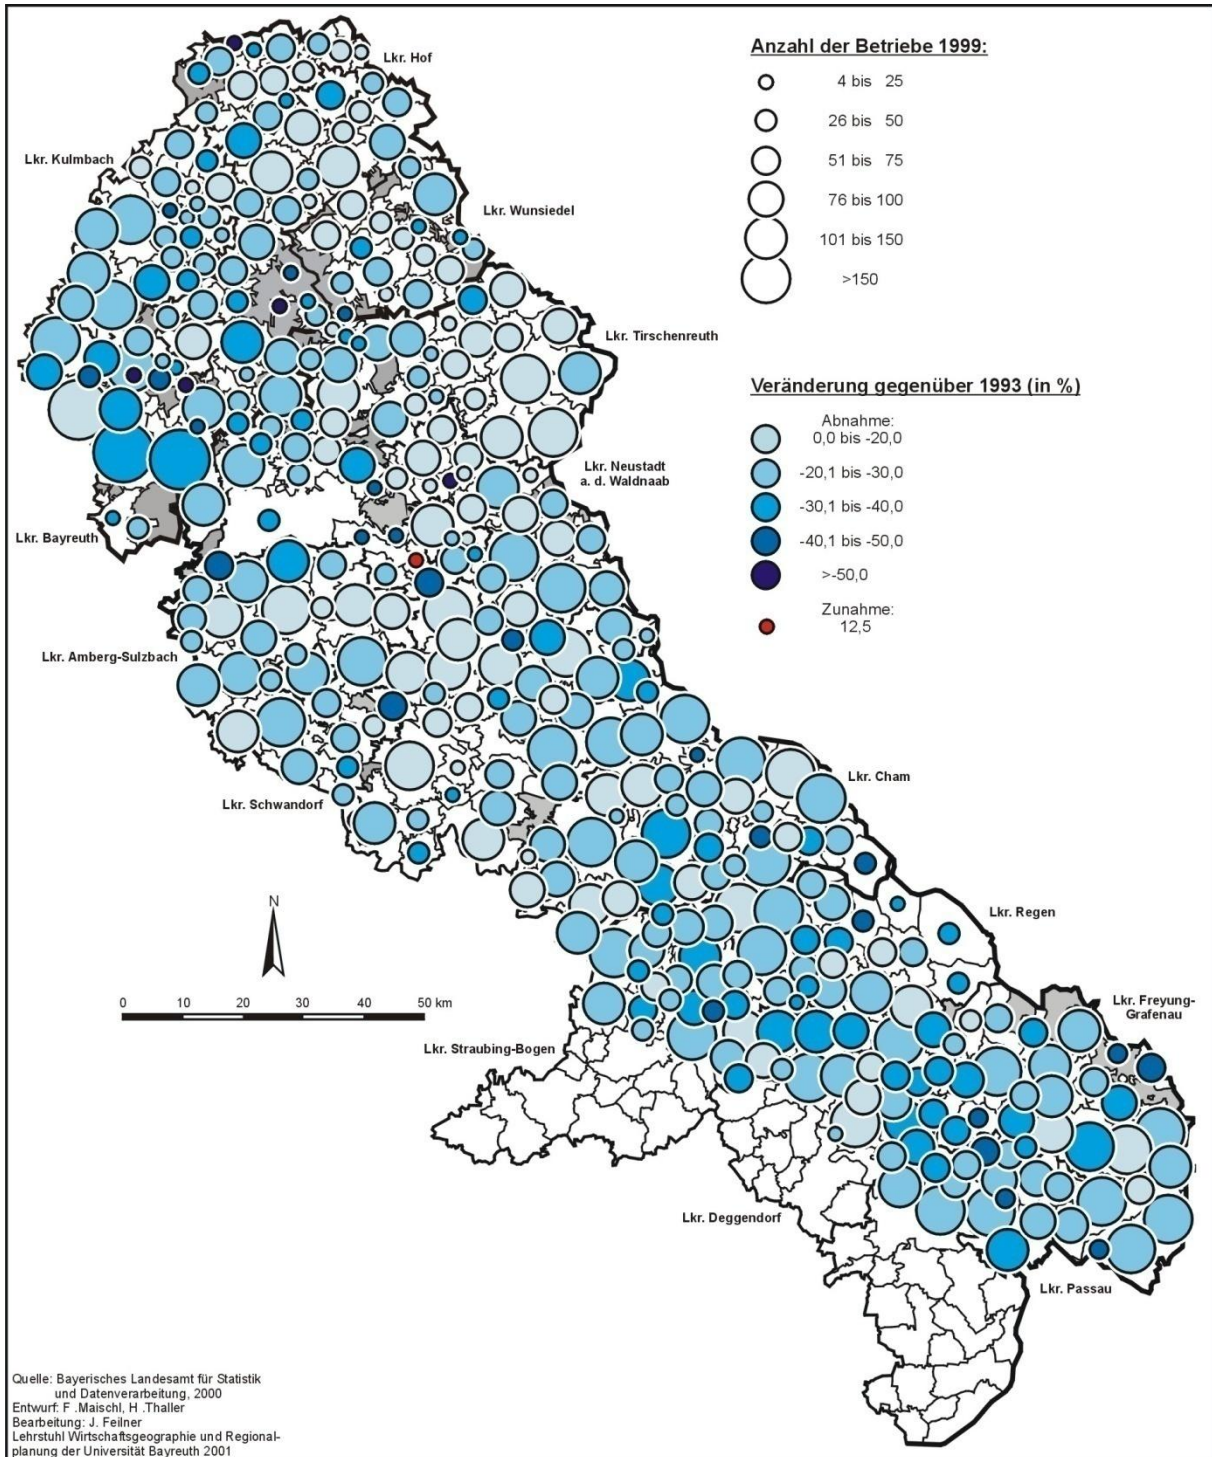 Anzahl der Betriebe 1999:
4 bis 25
26 bis 50
51 bis 75
76 bis 100
101 bis 150
>150
Veränderung gegenüber 1993 (in %)
Abnahme:
0,0 bis -20,0
-20,1 bis -30,0
-30,1 bis -40,0
-40,1 bis -50,0
>-50,0
Zunahme:
12,5
Lkr. Hof
Lkr. Kulmbach
Lkr. Wunsiedel
Lkr. Tirschenreuth
Lkr. Neustadt
a. d. Waldnaab
Lkr. Bayreuth
Lkr. Amberg-Sulzbach
Lkr. Cham
Lkr. Schwandorf
Lkr. Regen
Lkr. Freyung-
Grafenau
Lkr. Straubing-Bogen
Lkr. Deggendorf
Lkr. Passau
N
0 10 20 30 40 50 km
Quelle: Bayerisches Landesamt für Statistik
und Datenverarbeitung, 2000
Entwurf: F .Maischl, H .Thaller
Bearbeitung: J. Feilner
Lehrstuhl Wirtschaftsgeographie und Regional-
planung der Universität Bayreuth 2001